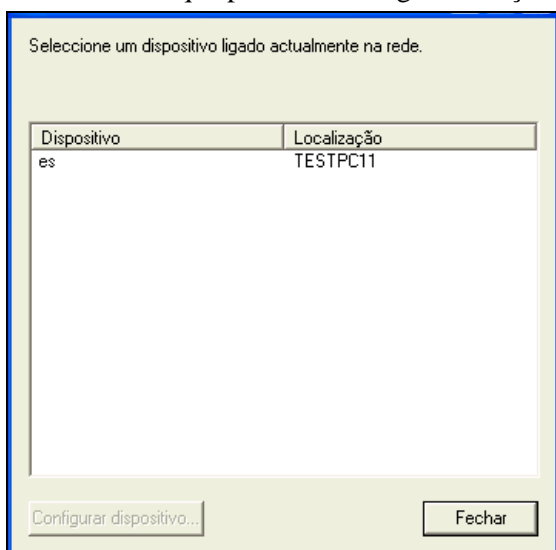 Seleccione um dispositivo ligado actualmente na rede.
Dispositivo Localização
es TESTPC11
Configurar dispositivo... Fechar